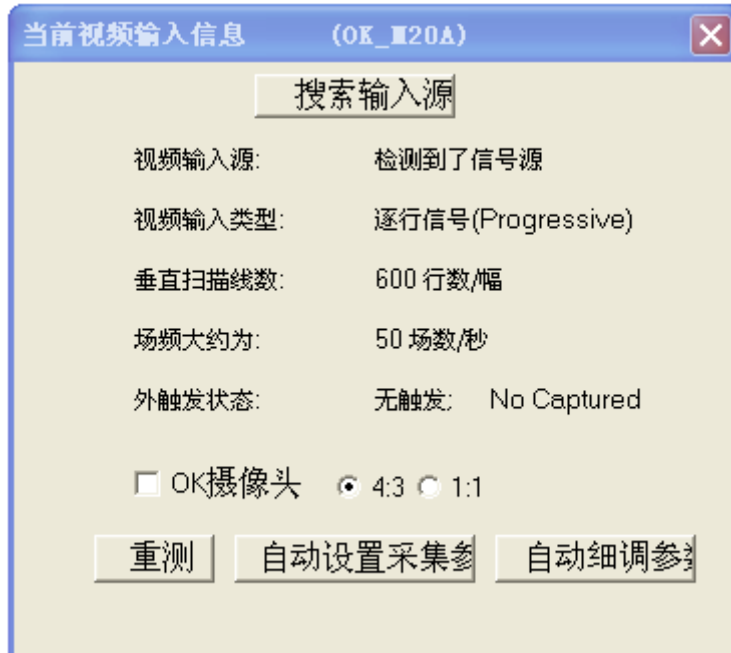 当前视频输入信息 (OK_M20A)
搜索输入源
视频输入源: 检测到了信号源
视频输入类型: 逐行信号(Progressive)
垂直扫描线数: 600 行数/幅
场频大约为: 50 场数/秒
外触发状态: 无触发; No Captured
OK摄像头 4:3 1:1
重测 自动设置采集参 自动细调参数